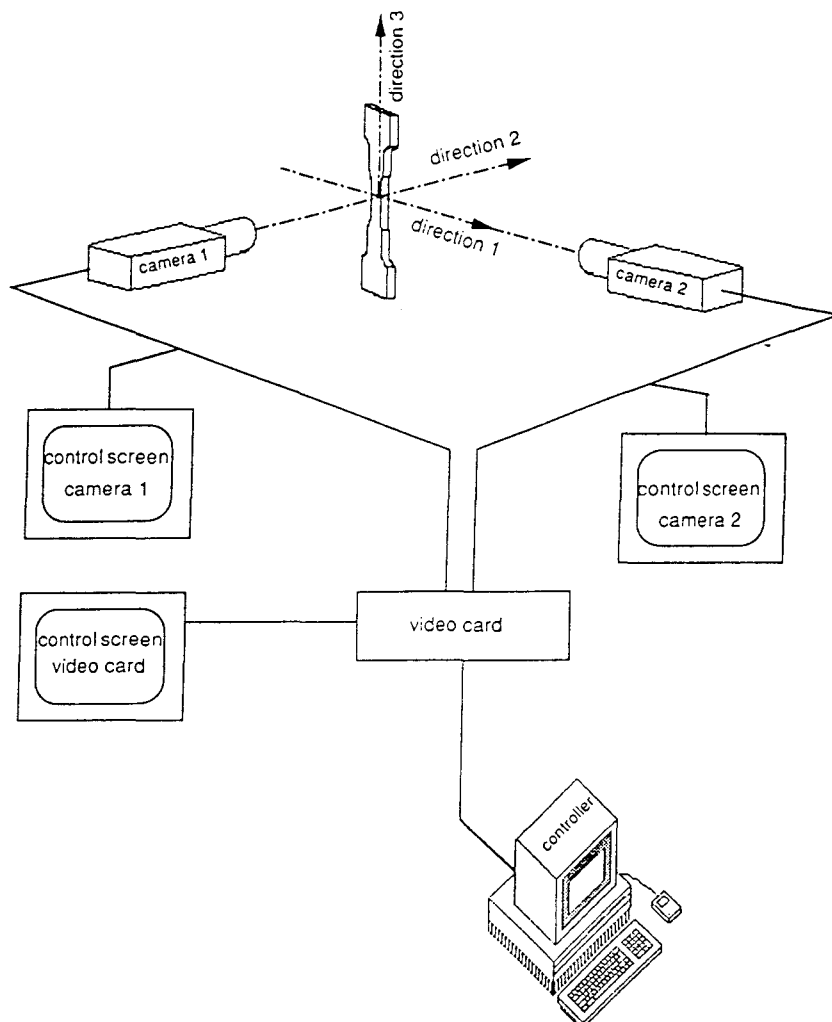 direction 3
direction 2
direction 1
camera 1
camera 2
control screen
camera 1
control screen
camera 2
control screen
video card
video card
controller